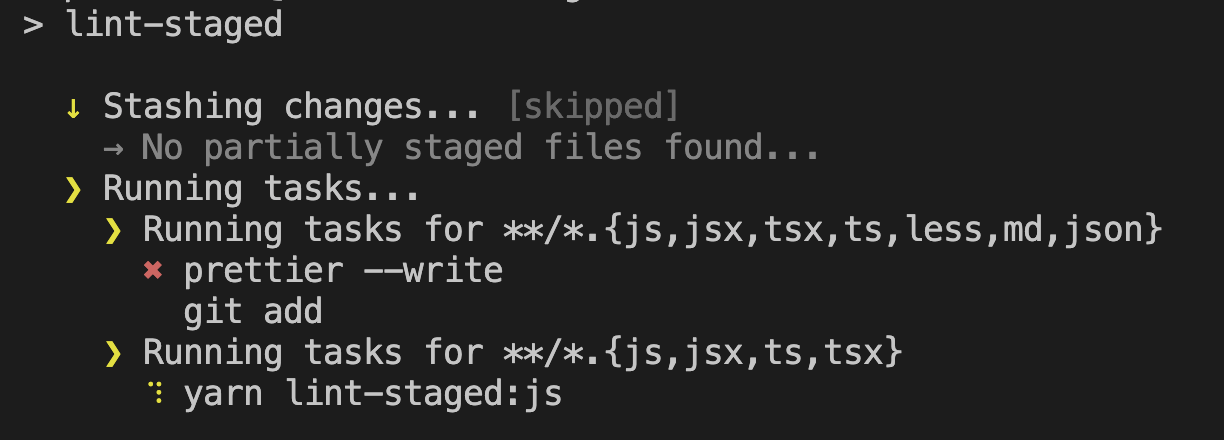 > lint-staged
↓ Stashing changes... [skipped]
→ No partially staged files found...
❯ Running tasks...
❯ Running tasks for **/*.{js,jsx,tsx,ts,less,md,json}
✖ prettier --write
git add
❯ Running tasks for **/*.{js,jsx,ts,tsx}
⠹ yarn lint-staged:js